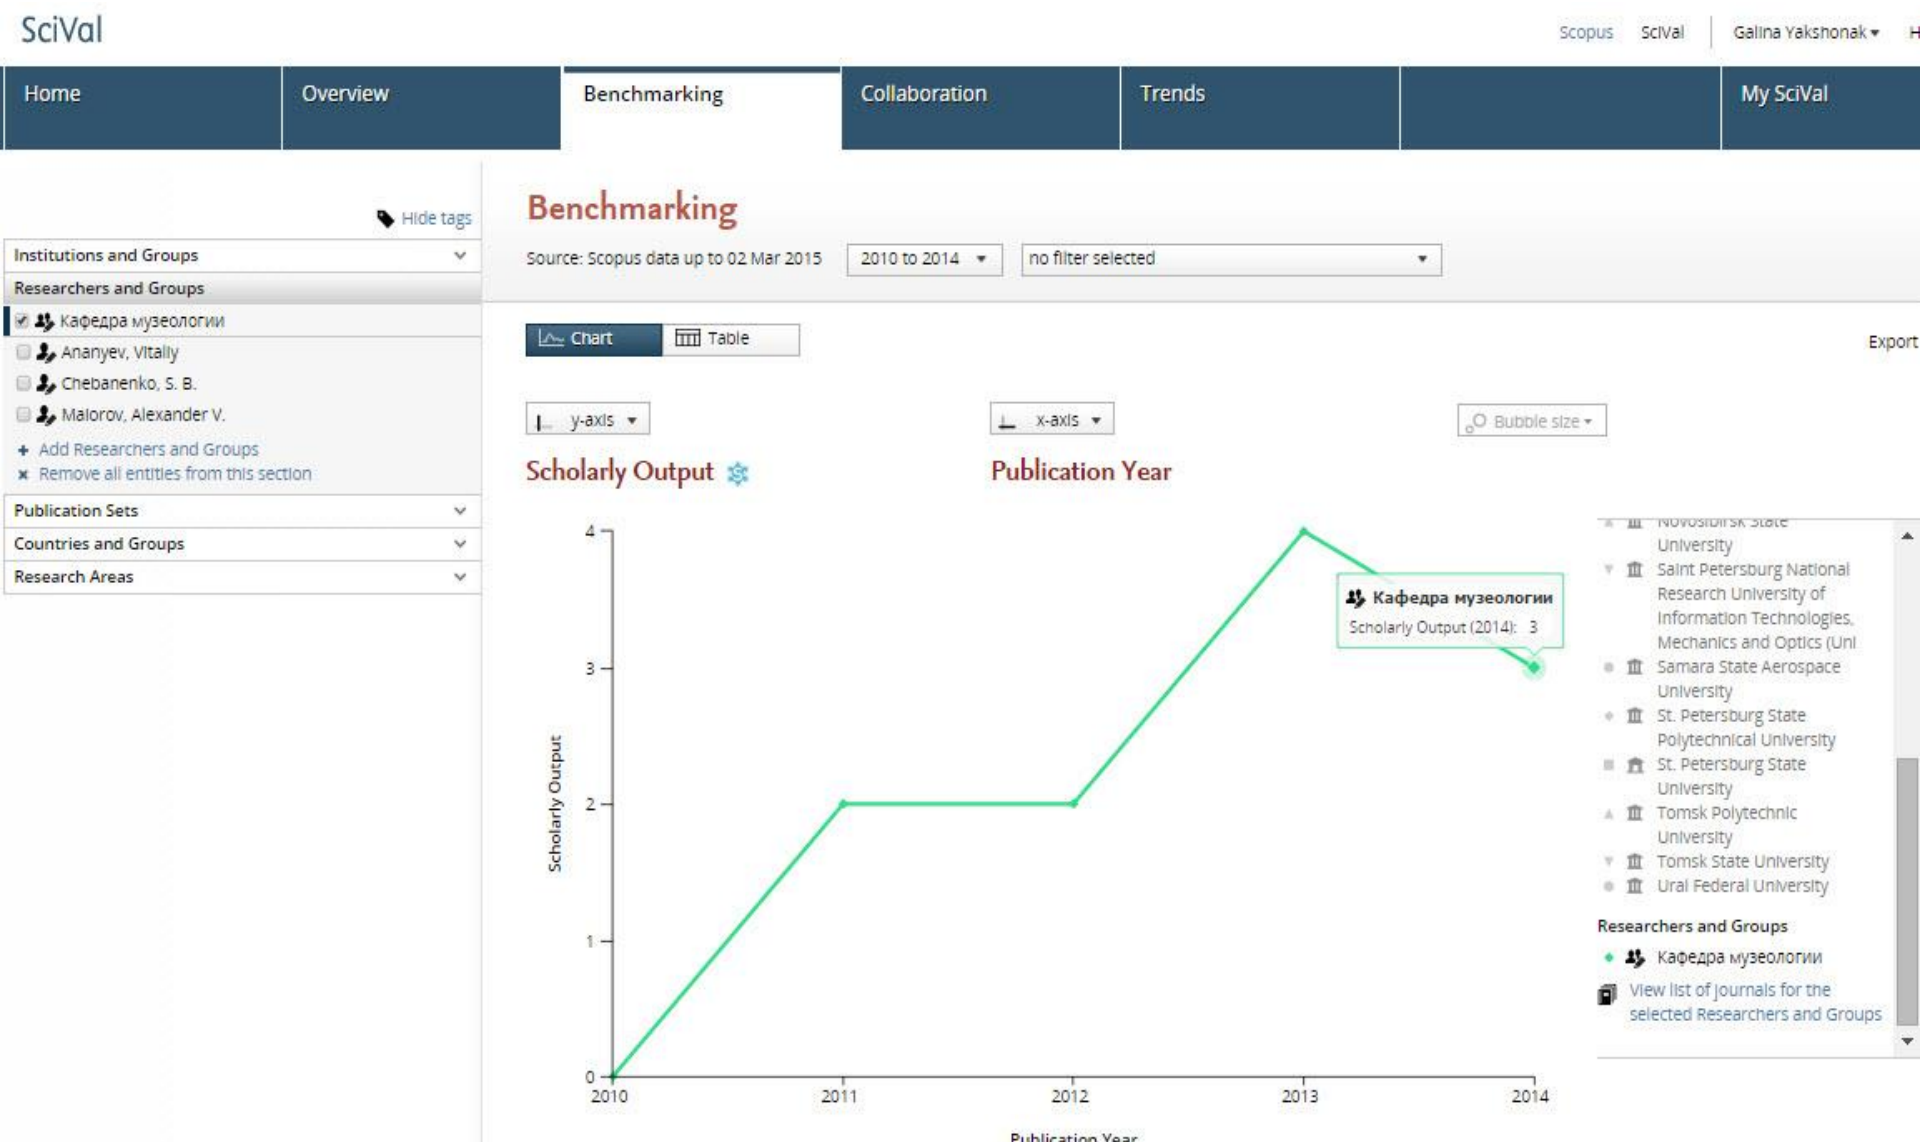 SciVal
Scopus SciVal Galina Yakshonak
Home Overview Benchmarking Collaboration Trends My SciVal
Hide tags
Institutions and Groups
Researchers and Groups
Кафедра музеологии
Ananyev, Vitaliy
Chebanenko, S. B.
Maiorov, Alexander V.
Add Researchers and Groups
Remove all entities from this section
Publication Sets
Countries and Groups
Research Areas
Benchmarking
Source: Scopus data up to 02 Mar 2015 2010 to 2014 no filter selected
Chart Table
Export
y-axis x-axis Bubble size
Scholarly Output Publication Year
4
3
2
1
0
Scholarly Output
2010 2011 2012 2013 2014
Publication Year
Кафедра музеологии
Scholarly Output (2014): 3
Novosibirsk State
University
Saint Petersburg National
Research University of
Information Technologies,
Mechanics and Optics (Uni
Samara State Aerospace
University
St. Petersburg State
Polytechnical University
St. Petersburg State
University
Tomsk Polytechnic
University
Tomsk State University
Ural Federal University
Researchers and Groups
Кафедра музеологии
View list of journals for the
selected Researchers and Groups